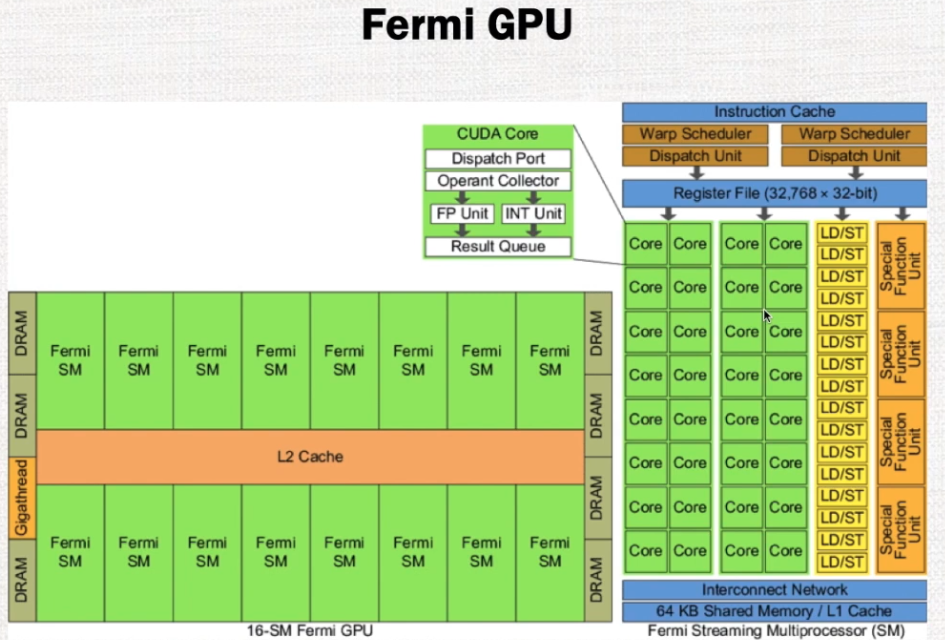 Fermi GPU
CUDA Core
Dispatch Port
Operant Collector
FP Unit
INT Unit
Result Queue
DRAM
DRAM
Gigathread
DRAM
Fermi SM
Fermi SM
Fermi SM
Fermi SM
Fermi SM
Fermi SM
Fermi SM
Fermi SM
L2 Cache
Fermi SM
Fermi SM
Fermi SM
Fermi SM
Fermi SM
Fermi SM
Fermi SM
Fermi SM
DRAM
DRAM
DRAM
DRAM
16-SM Fermi GPU
Instruction Cache
Warp Scheduler
Warp Scheduler
Dispatch Unit
Dispatch Unit
Register File (32,768 × 32-bit)
Core Core Core Core LD/ST
LD/ST
Core Core Core Core LD/ST
LD/ST
Core Core Core Core LD/ST
LD/ST
Core Core Core Core LD/ST
LD/ST
Core Core Core Core LD/ST
LD/ST
Core Core Core Core LD/ST
LD/ST
Core Core Core Core LD/ST
LD/ST
Core Core Core Core LD/ST
LD/ST
Special Function Unit
Special Function Unit
Special Function Unit
Special Function Unit
Interconnect Network
64 KB Shared Memory / L1 Cache
Fermi Streaming Multiprocessor (SM)